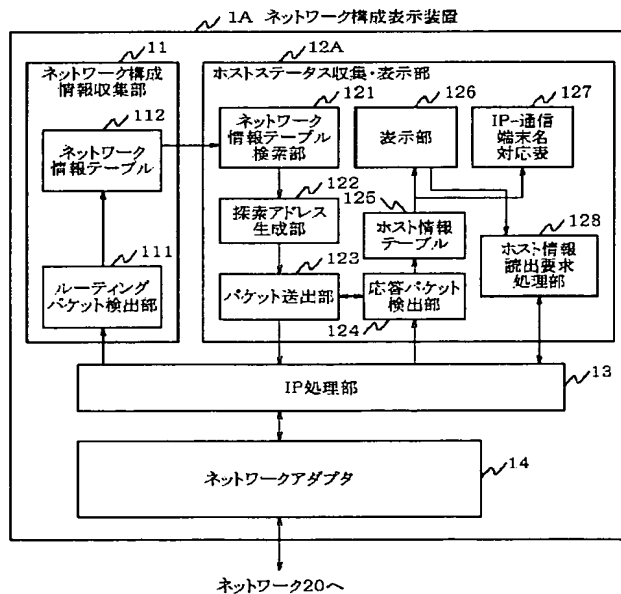 1A ネットワーク構成表示装置
11
ネットワーク構成
情報収集部
112
ネットワーク
情報テーブル
111
ルーティング
パケット検出部
12A
ホストステータス収集・表示部
121
ネットワーク
情報テーブル
検索部
122
探索アドレス
生成部
123
パケット送出部
126
表示部
125
ホスト情報
テーブル
応答パケット
検出部
124
127
IP-通信
端末名
対応表
128
ホスト情報
読出要求
処理部
IP処理部
13
ネットワークアダプタ
14
ネットワーク20へ